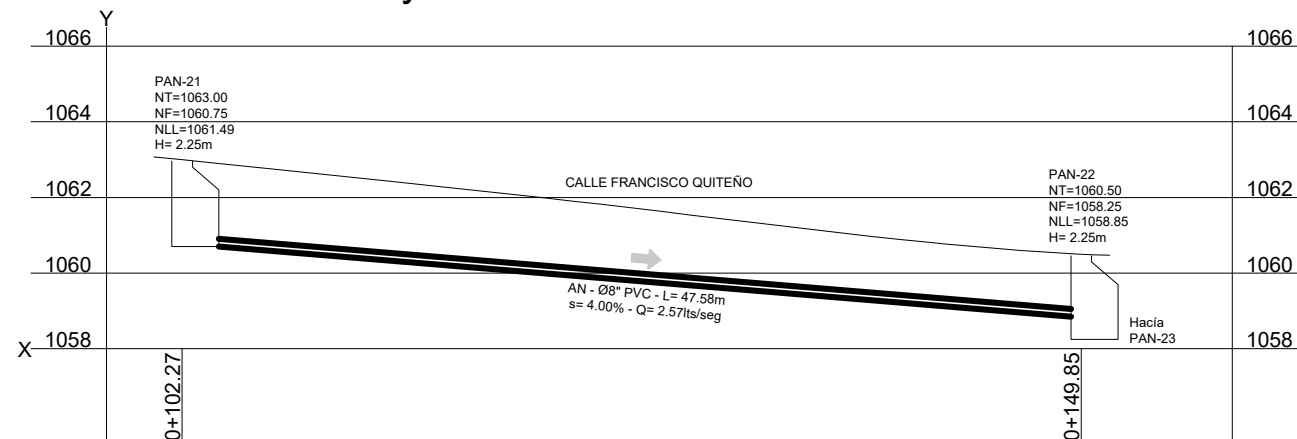 Y
1066 1066
PAN-21
NT=1063.00
NF=1060.75
NLL=1061.49
H= 2.25m
1064 1064
CALLE FRANCISCO QUITEÑO
PAN-22
NT=1060.50
NF=1058.25
NLL=1058.85
H= 2.25m
1062 1062
1060 1060
AN - Ø8" PVC - L= 47.58m
s= 4.00% - Q= 2.57lts/seg
Hacía
PAN-23
X 1058 1058
0+102.27
0+149.85